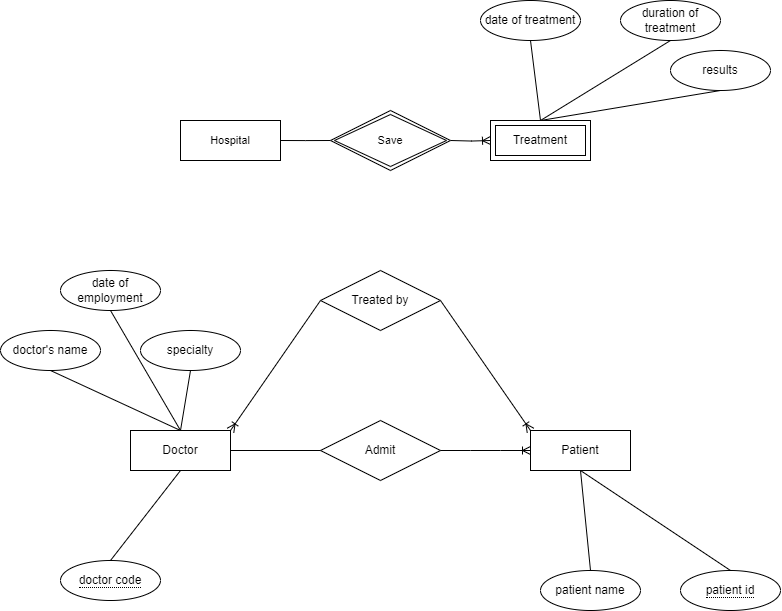 date of treatment
duration of
treatment
results
Hospital
Save
Treatment
date of
employment
Treated by
doctor's name
specialty
Doctor
Admit
Patient
doctor code
patient name
patient id